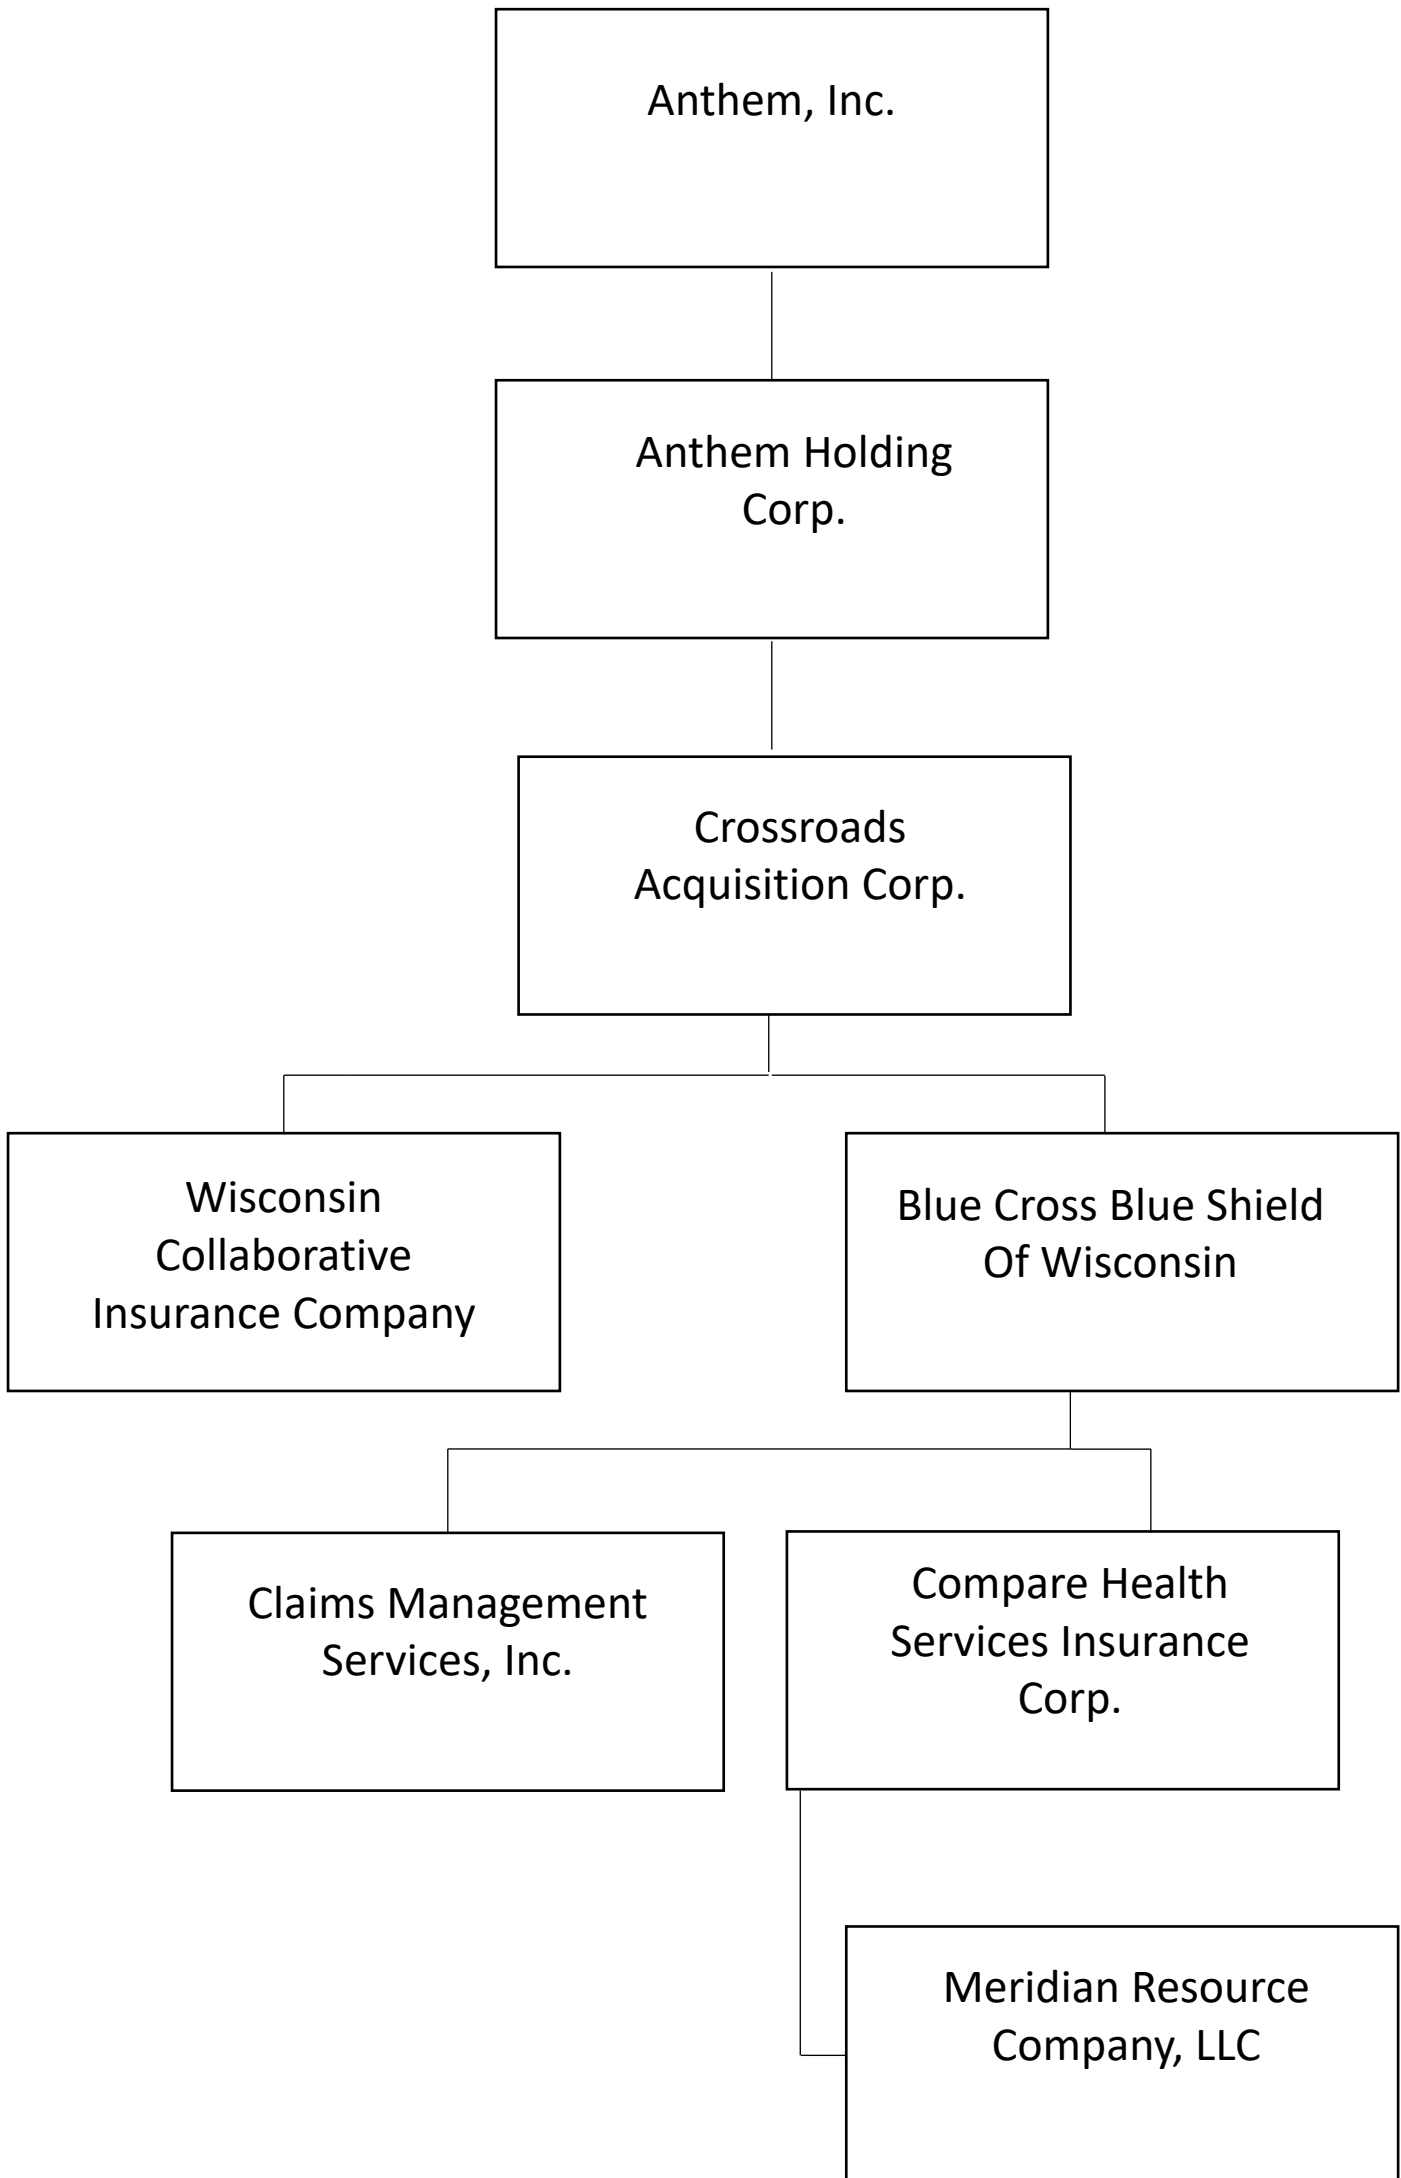 Anthem, Inc.
Anthem Holding
Corp.
Crossroads
Acquisition Corp.
Wisconsin
Collaborative
Insurance Company
Blue Cross Blue Shield
Of Wisconsin
Claims Management
Services, Inc.
Compare Health
Services Insurance
Corp.
Meridian Resource
Company, LLC